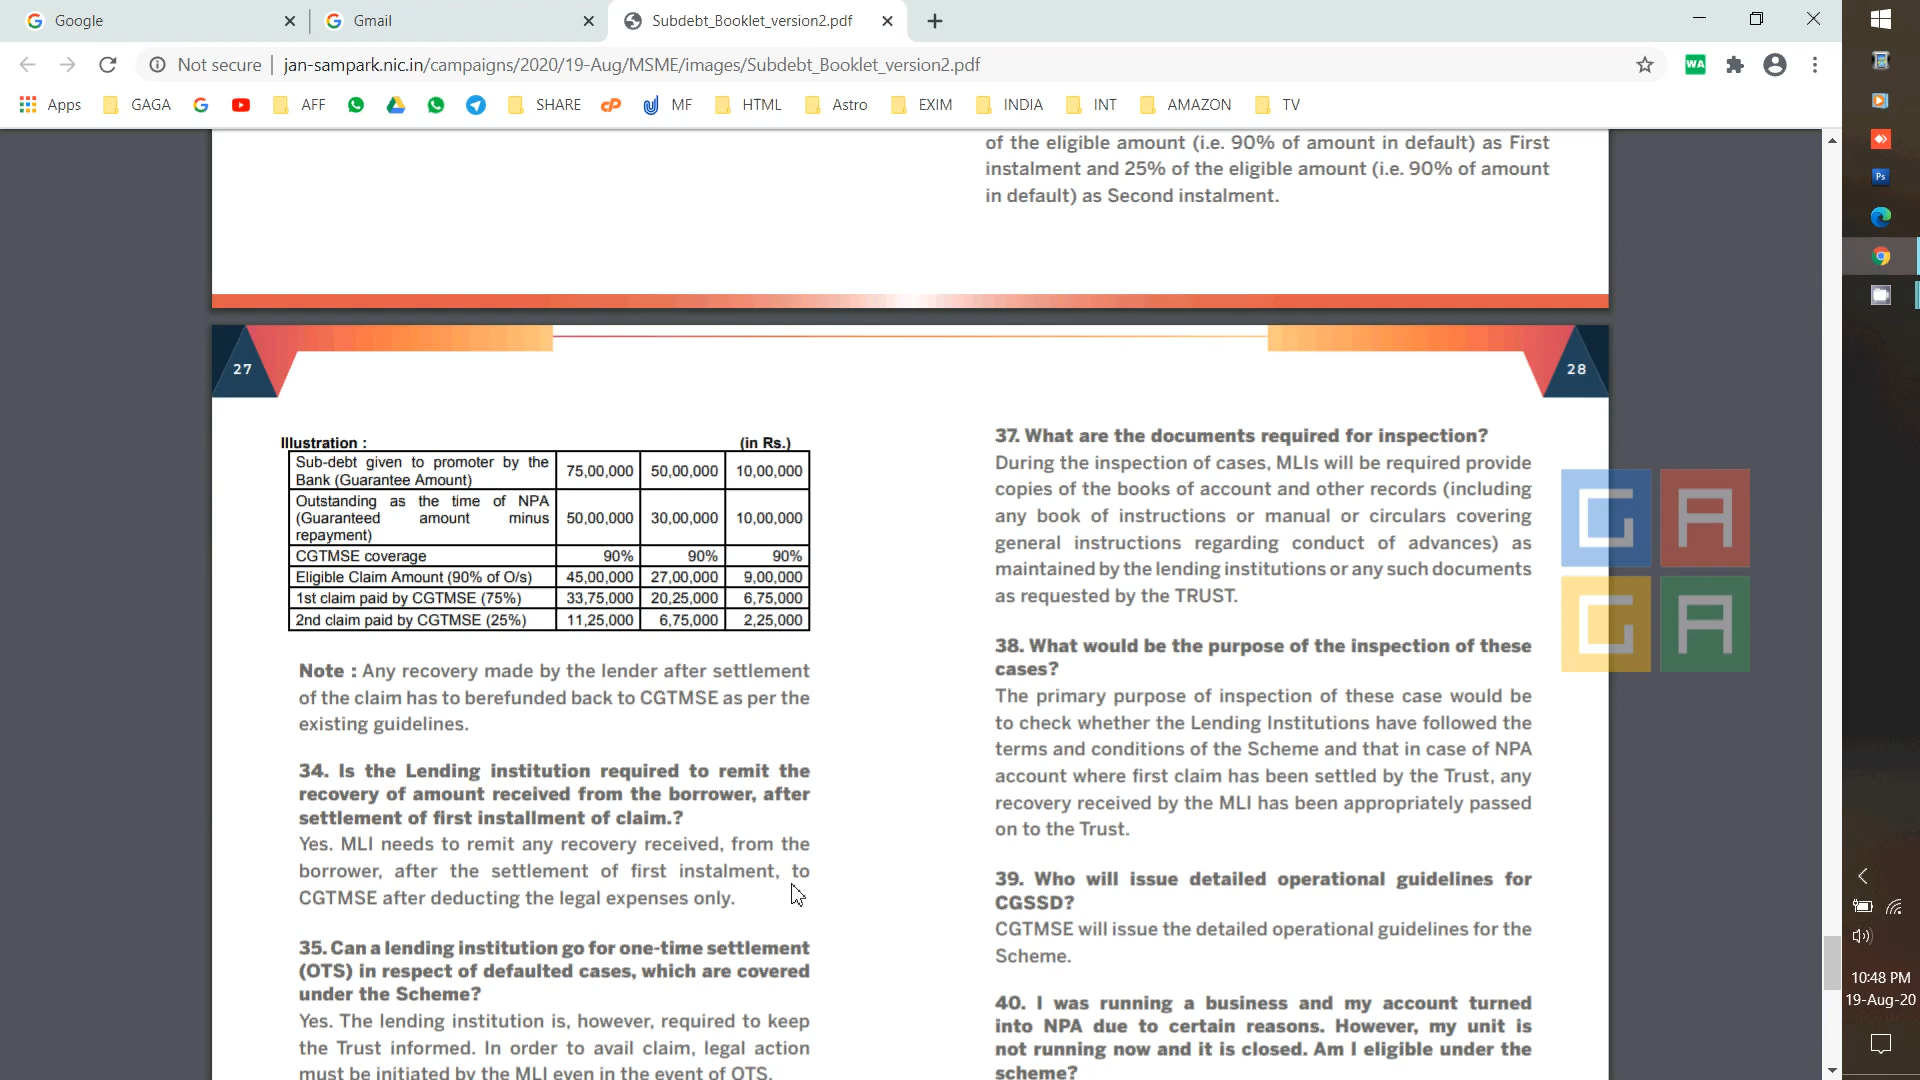 Google
Gmail
Subdebt_Booklet_version2.pdf
Not secure
jan-sampark.nic.in/campaigns/2020/19-Aug/MSME/images/Subdebt_Booklet_version2.pdf
WA
Apps
GAGA
AFF
SHARE
MF
HTML
Astro
EXIM
INDIA
INT
AMAZON
TV
of the eligible amount (i.e. 90% of amount in default) as First
instalment and 25% of the eligible amount (i.e. 90% of amount
in default) as Second instalment.
27
28
Illustration : (in Rs.)
Sub-debt given to promoter by the
Bank (Guarantee Amount) 75,00,000 50,00,000 10,00,000
Outstanding as the time of NPA
(Guaranteed amount minus
repayment) 50,00,000 30,00,000 10,00,000
CGTMSE coverage 90% 90% 90%
Eligible Claim Amount (90% of O/s) 45,00,000 27,00,000 9,00,000
1st claim paid by CGTMSE (75%) 33,75,000 20,25,000 6,75,000
2nd claim paid by CGTMSE (25%) 11,25,000 6,75,000 2,25,000
Note : Any recovery made by the lender after settlement
of the claim has to berefunded back to CGTMSE as per the
existing guidelines.
34. Is the Lending institution required to remit the
recovery of amount received from the borrower, after
settlement of first installment of claim.?
Yes. MLI needs to remit any recovery received, from the
borrower, after the settlement of first instalment, to
CGTMSE after deducting the legal expenses only.
35. Can a lending institution go for one-time settlement
(OTS) in respect of defaulted cases, which are covered
under the Scheme?
Yes. The lending institution is, however, required to keep
the Trust informed. In order to avail claim, legal action
must be initiated by the MLI even in the event of OTS.
37. What are the documents required for inspection?
During the inspection of cases, MLIs will be required provide
copies of the books of account and other records (including
any book of instructions or manual or circulars covering
general instructions regarding conduct of advances) as
maintained by the lending institutions or any such documents
as requested by the TRUST.
38. What would be the purpose of the inspection of these
cases?
The primary purpose of inspection of these case would be
to check whether the Lending Institutions have followed the
terms and conditions of the Scheme and that in case of NPA
account where first claim has been settled by the Trust, any
recovery received by the MLI has been appropriately passed
on to the Trust.
39. Who will issue detailed operational guidelines for
CGSSD?
CGTMSE will issue the detailed operational guidelines for the
Scheme.
40. I was running a business and my account turned
into NPA due to certain reasons. However, my unit is
not running now and it is closed. Am I eligible under the
scheme?
G A
G A
Ps
10:48 PM
19-Aug-20